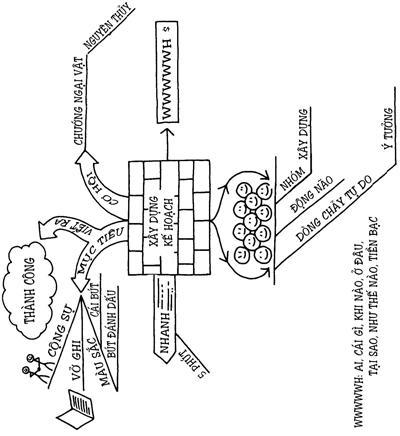 NGUYÊN THỦY
CHƯỚNG NGẠI VẬT
CƠ HỘI
WWWWWH $
THÀNH CÔNG
VIẾT RA
MỤC TIÊU
CỘNG SỰ
VỞ GHI
MÀU SẮC
CÁI BÚT
BÚT ĐÁNH DẤU
XÂY DỰNG
KẾ HOẠCH
NHANH
5 PHÚT
NHÓM
XÂY DỰNG
ĐỘNG NÃO
DÒNG CHẢY TỰ DO
Ý TƯỞNG
WWWWWH: AI, CÁI GÌ, KHI NÀO, Ở ĐÂU,
TẠI SAO, NHƯ THẾ NÀO, TIỀN BẠC